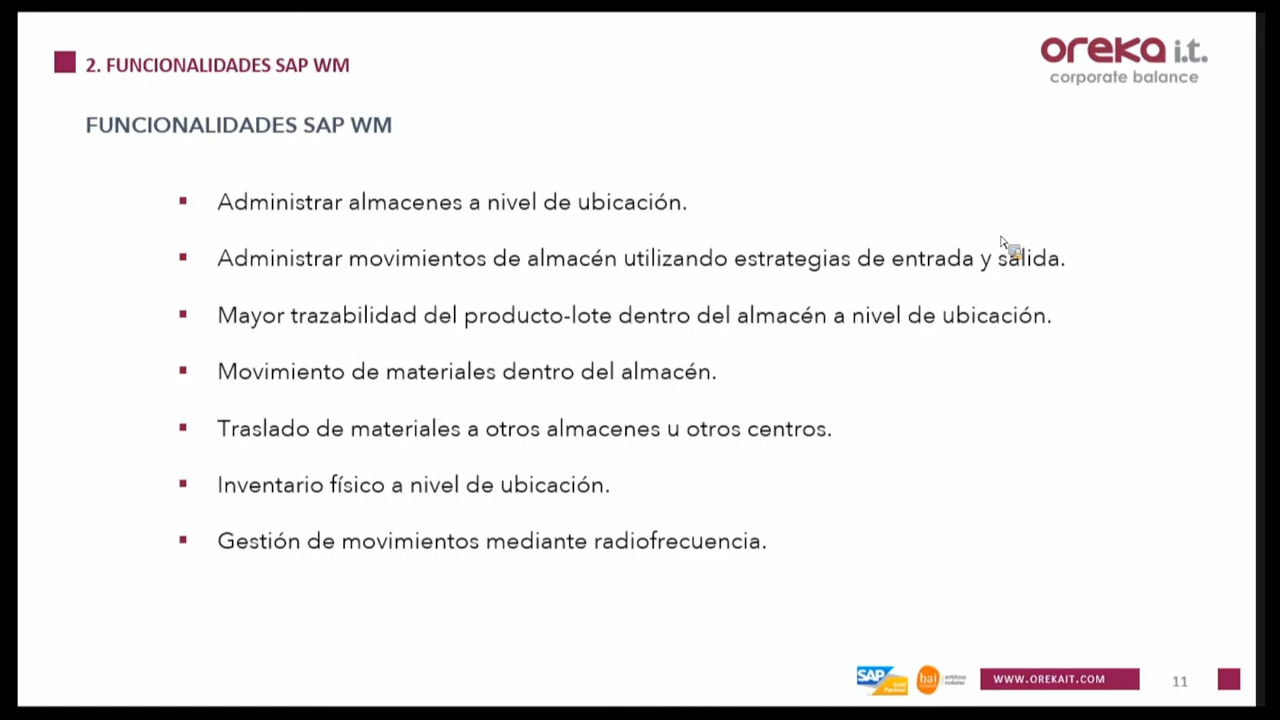 2. FUNCIONALIDADES SAP WM
oreka i.t.
corporate balance
FUNCIONALIDADES SAP WM
Administrar almacenes a nivel de ubicación.
Administrar movimientos de almacén utilizando estrategias de entrada y salida.
Mayor trazabilidad del producto-lote dentro del almacén a nivel de ubicación.
Movimiento de materiales dentro del almacén.
Traslado de materiales a otros almacenes u otros centros.
Inventario físico a nivel de ubicación.
Gestión de movimientos mediante radiofrecuencia.
SAP
bai
WWW.OREKAIT.COM
11